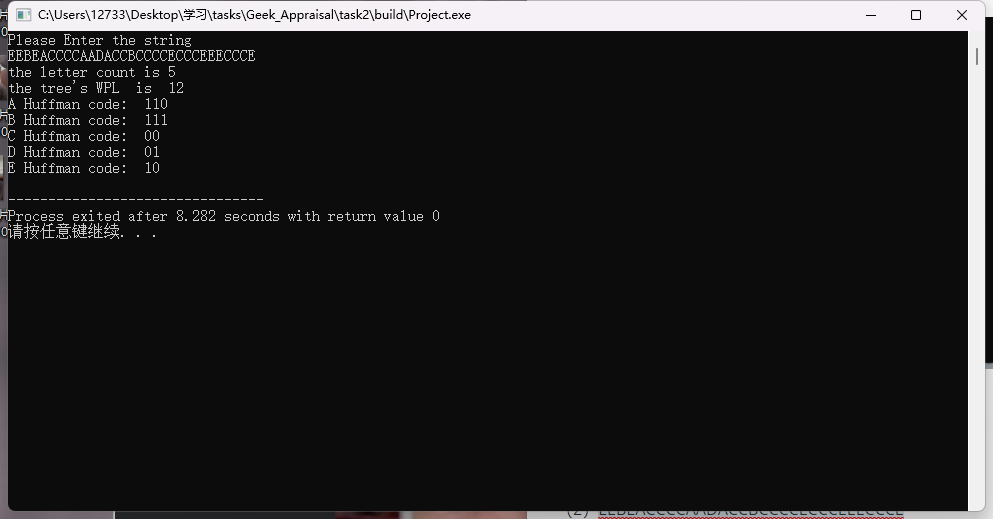 C:\Users\12733\Desktop\学习\tasks\Geek_Appraisal\task2\build\Project.exe
Please Enter the string
EEBEACCCCAADACCBCCCCECCCEEECCCE
the letter count is 5
the tree's WPL  is  12
A Huffman code:  110
B Huffman code:  111
C Huffman code:  00
D Huffman code:  01
E Huffman code:  10
--------------------------------
Process exited after 8.282 seconds with return value 0
请按任意键继续. . .